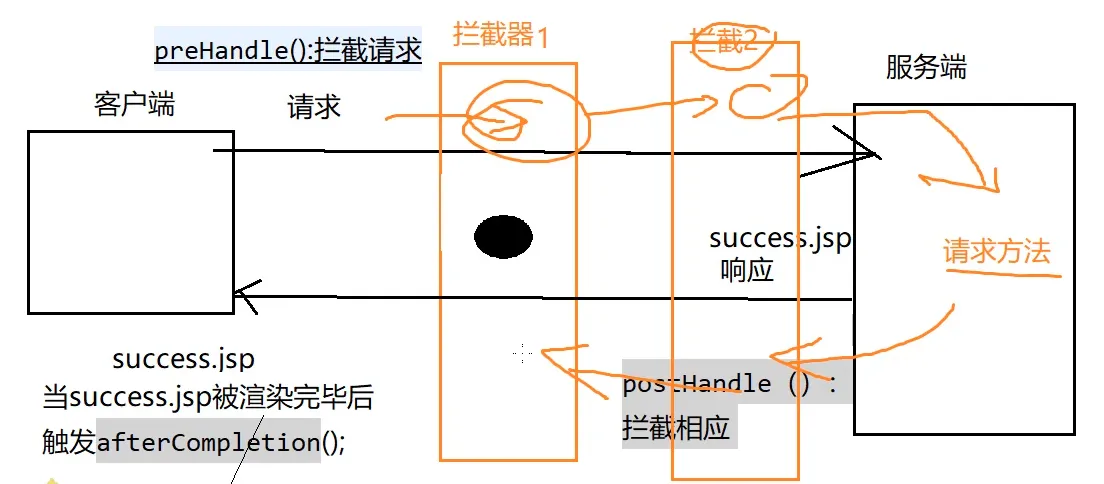 preHandle():拦截请求
拦截器1
拦截2
服务端
客户端
请求
success.jsp
响应
请求方法
success.jsp
当success.jsp被渲染完毕后
触发afterCompletion();
postHandle () :
拦截相应